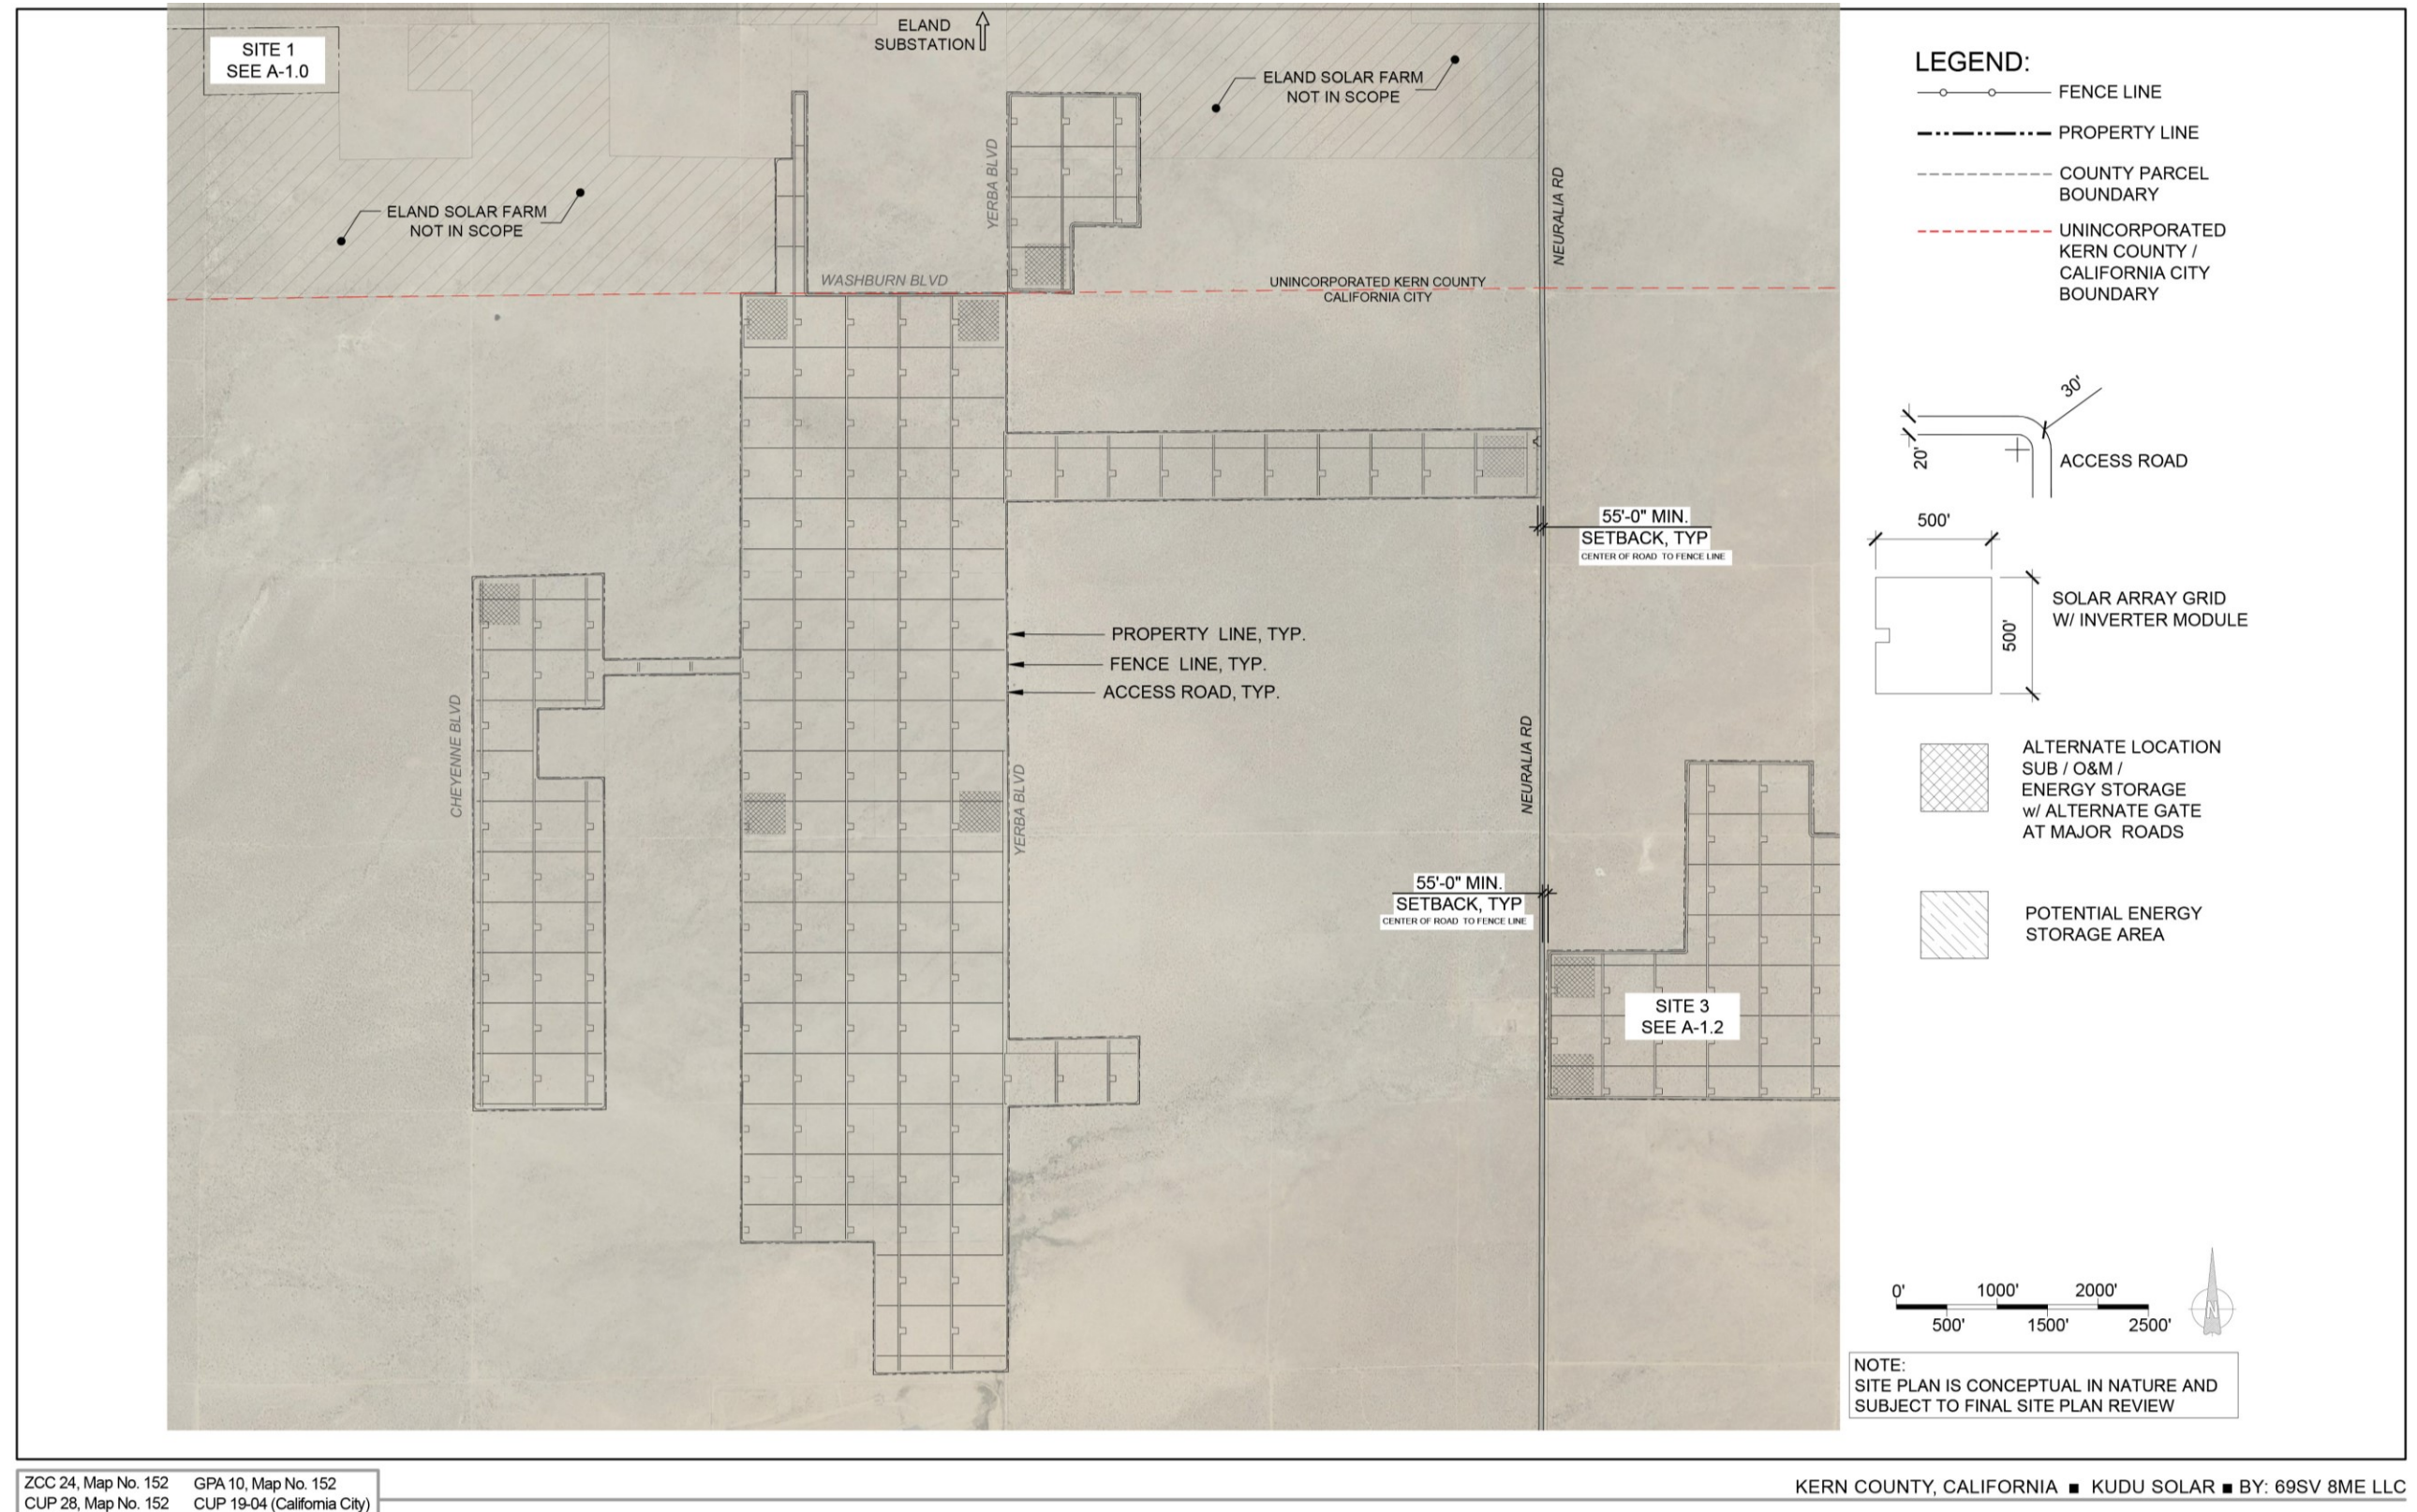 SITE 1
SEE A-1.0
ELAND
SUBSTATION
ELAND SOLAR FARM
NOT IN SCOPE
YERBA BLVD
NEURALIA RD
ELAND SOLAR FARM
NOT IN SCOPE
WASHBURN BLVD
UNINCORPORATED KERN COUNTY
CALIFORNIA CITY
55'-0" MIN.
SETBACK, TYP
CENTER OF ROAD TO FENCE LINE
PROPERTY LINE, TYP.
FENCE LINE, TYP.
ACCESS ROAD, TYP.
CHEYENNE BLVD
YERBA BLVD
NEURALIA RD
55'-0" MIN.
SETBACK, TYP
CENTER OF ROAD TO FENCE LINE
SITE 3
SEE A-1.2
LEGEND:
FENCE LINE
PROPERTY LINE
COUNTY PARCEL
BOUNDARY
UNINCORPORATED
KERN COUNTY /
CALIFORNIA CITY
BOUNDARY
30'
20'
ACCESS ROAD
500'
500'
SOLAR ARRAY GRID
W/ INVERTER MODULE
ALTERNATE LOCATION
SUB / O&M /
ENERGY STORAGE
w/ ALTERNATE GATE
AT MAJOR ROADS
POTENTIAL ENERGY
STORAGE AREA
0' 1000' 2000'
500' 1500' 2500'
N
NOTE:
SITE PLAN IS CONCEPTUAL IN NATURE AND
SUBJECT TO FINAL SITE PLAN REVIEW
ZCC 24, Map No. 152 GPA 10, Map No. 152
CUP 28, Map No. 152 CUP 19-04 (California City)
KERN COUNTY, CALIFORNIA ■ KUDU SOLAR ■ BY: 69SV 8ME LLC